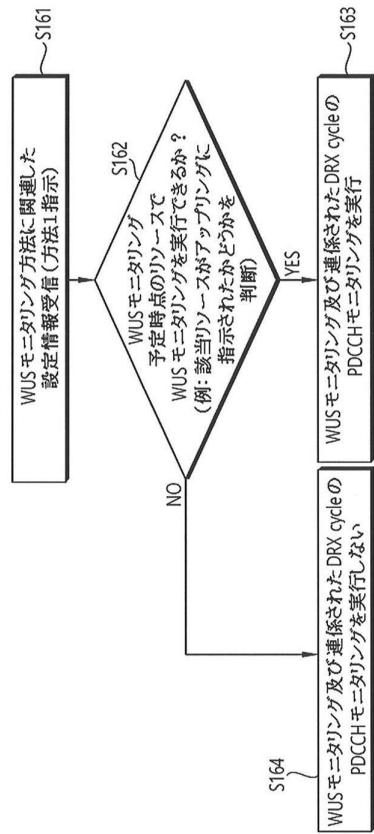 S161
WUSモニタリング方法に関連した
設定情報受信(方法1指示)
S162
WUSモニタリング
予定時点のリソースで
WUSモニタリングを実行できるか？
(例：該当リソースがアップリングに
指示されたかどうかを
判断)
NO
YES
S163
WUSモニタリング及び連係されたDRX cycleの
PDCCHモニタリングを実行
S164
WUSモニタリング及び連係されたDRX cycleの
PDCCHモニタリングを実行しない